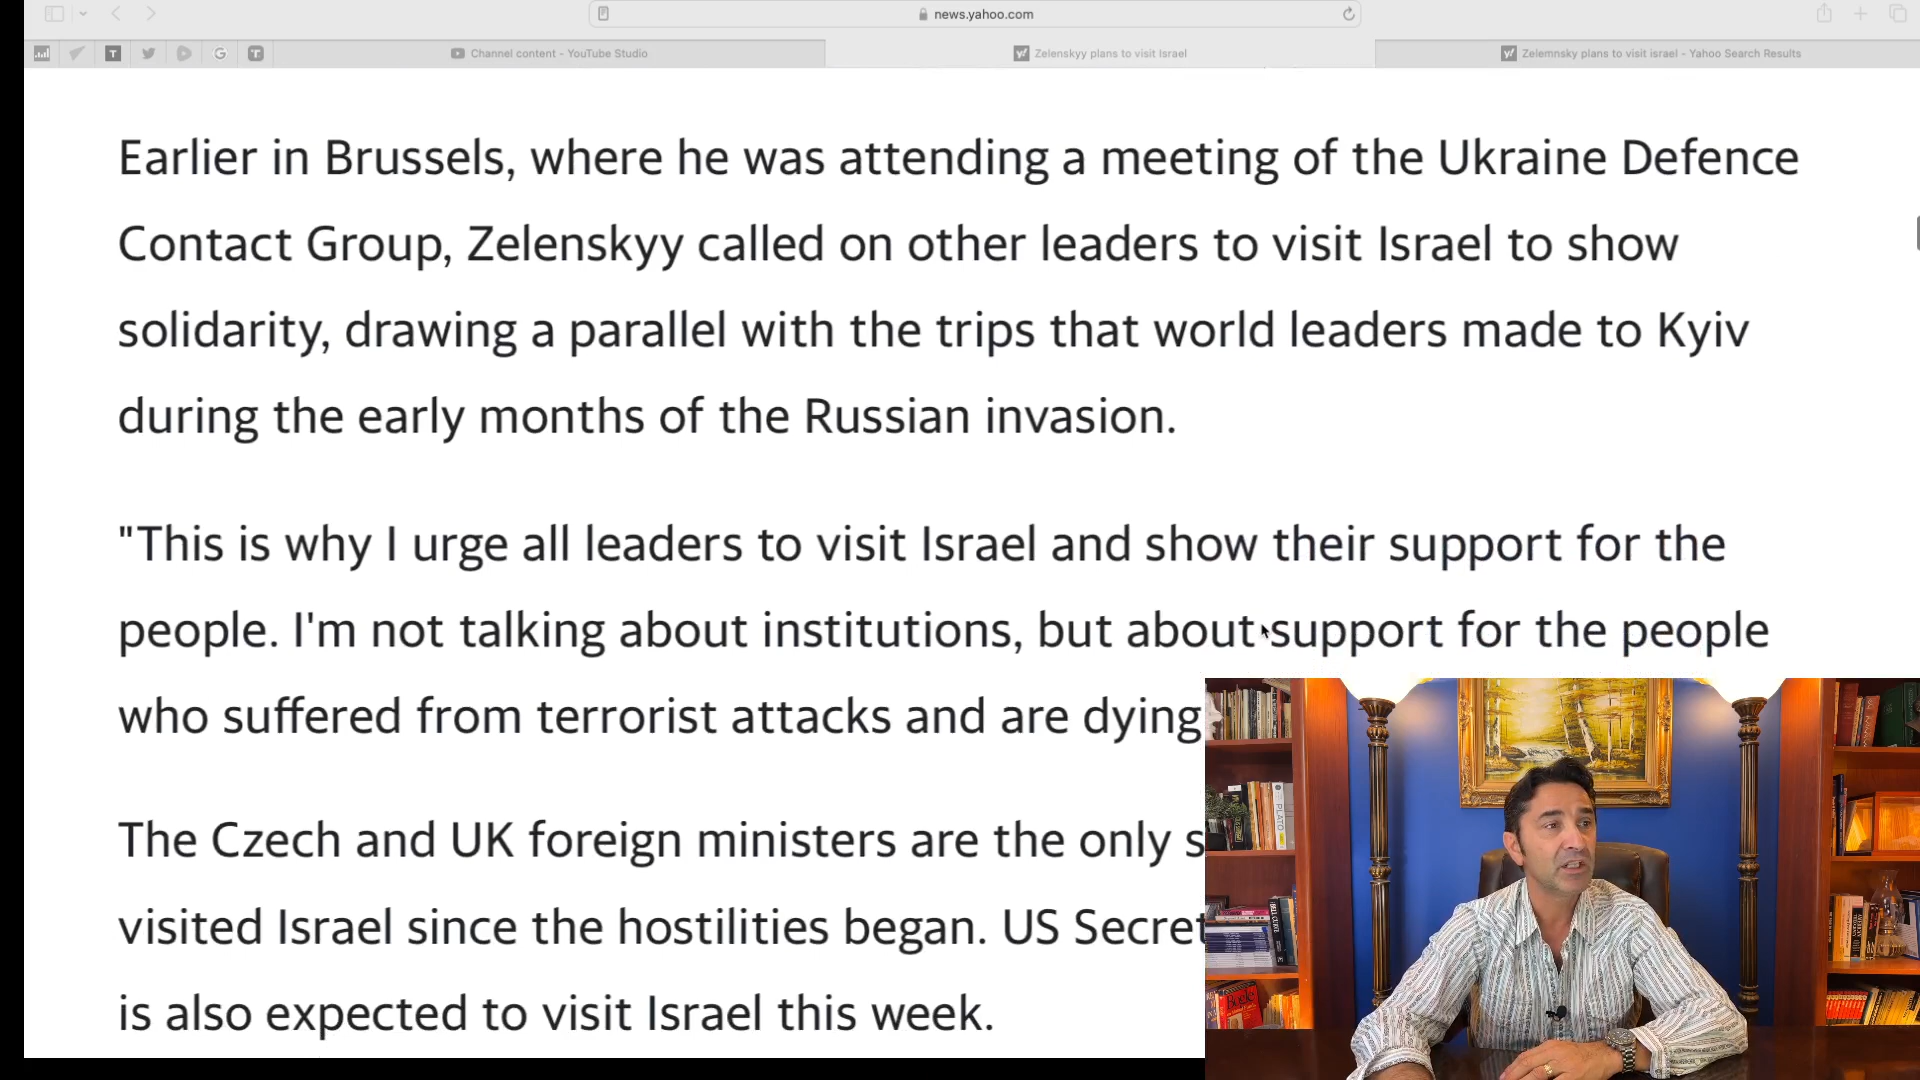 news.yahoo.com
Channel content - YouTube Studio
Zelenskyy plans to visit Israel
Zelemnsky plans to visit israel - Yahoo Search Results
Earlier in Brussels, where he was attending a meeting of the Ukraine Defence
Contact Group, Zelenskyy called on other leaders to visit Israel to show
solidarity, drawing a parallel with the trips that world leaders made to Kyiv
during the early months of the Russian invasion.
"This is why I urge all leaders to visit Israel and show their support for the
people. I'm not talking about institutions, but about support for the people
who suffered from terrorist attacks and are dying
The Czech and UK foreign ministers are the only s
visited Israel since the hostilities began. US Secret
is also expected to visit Israel this week.
PLATO